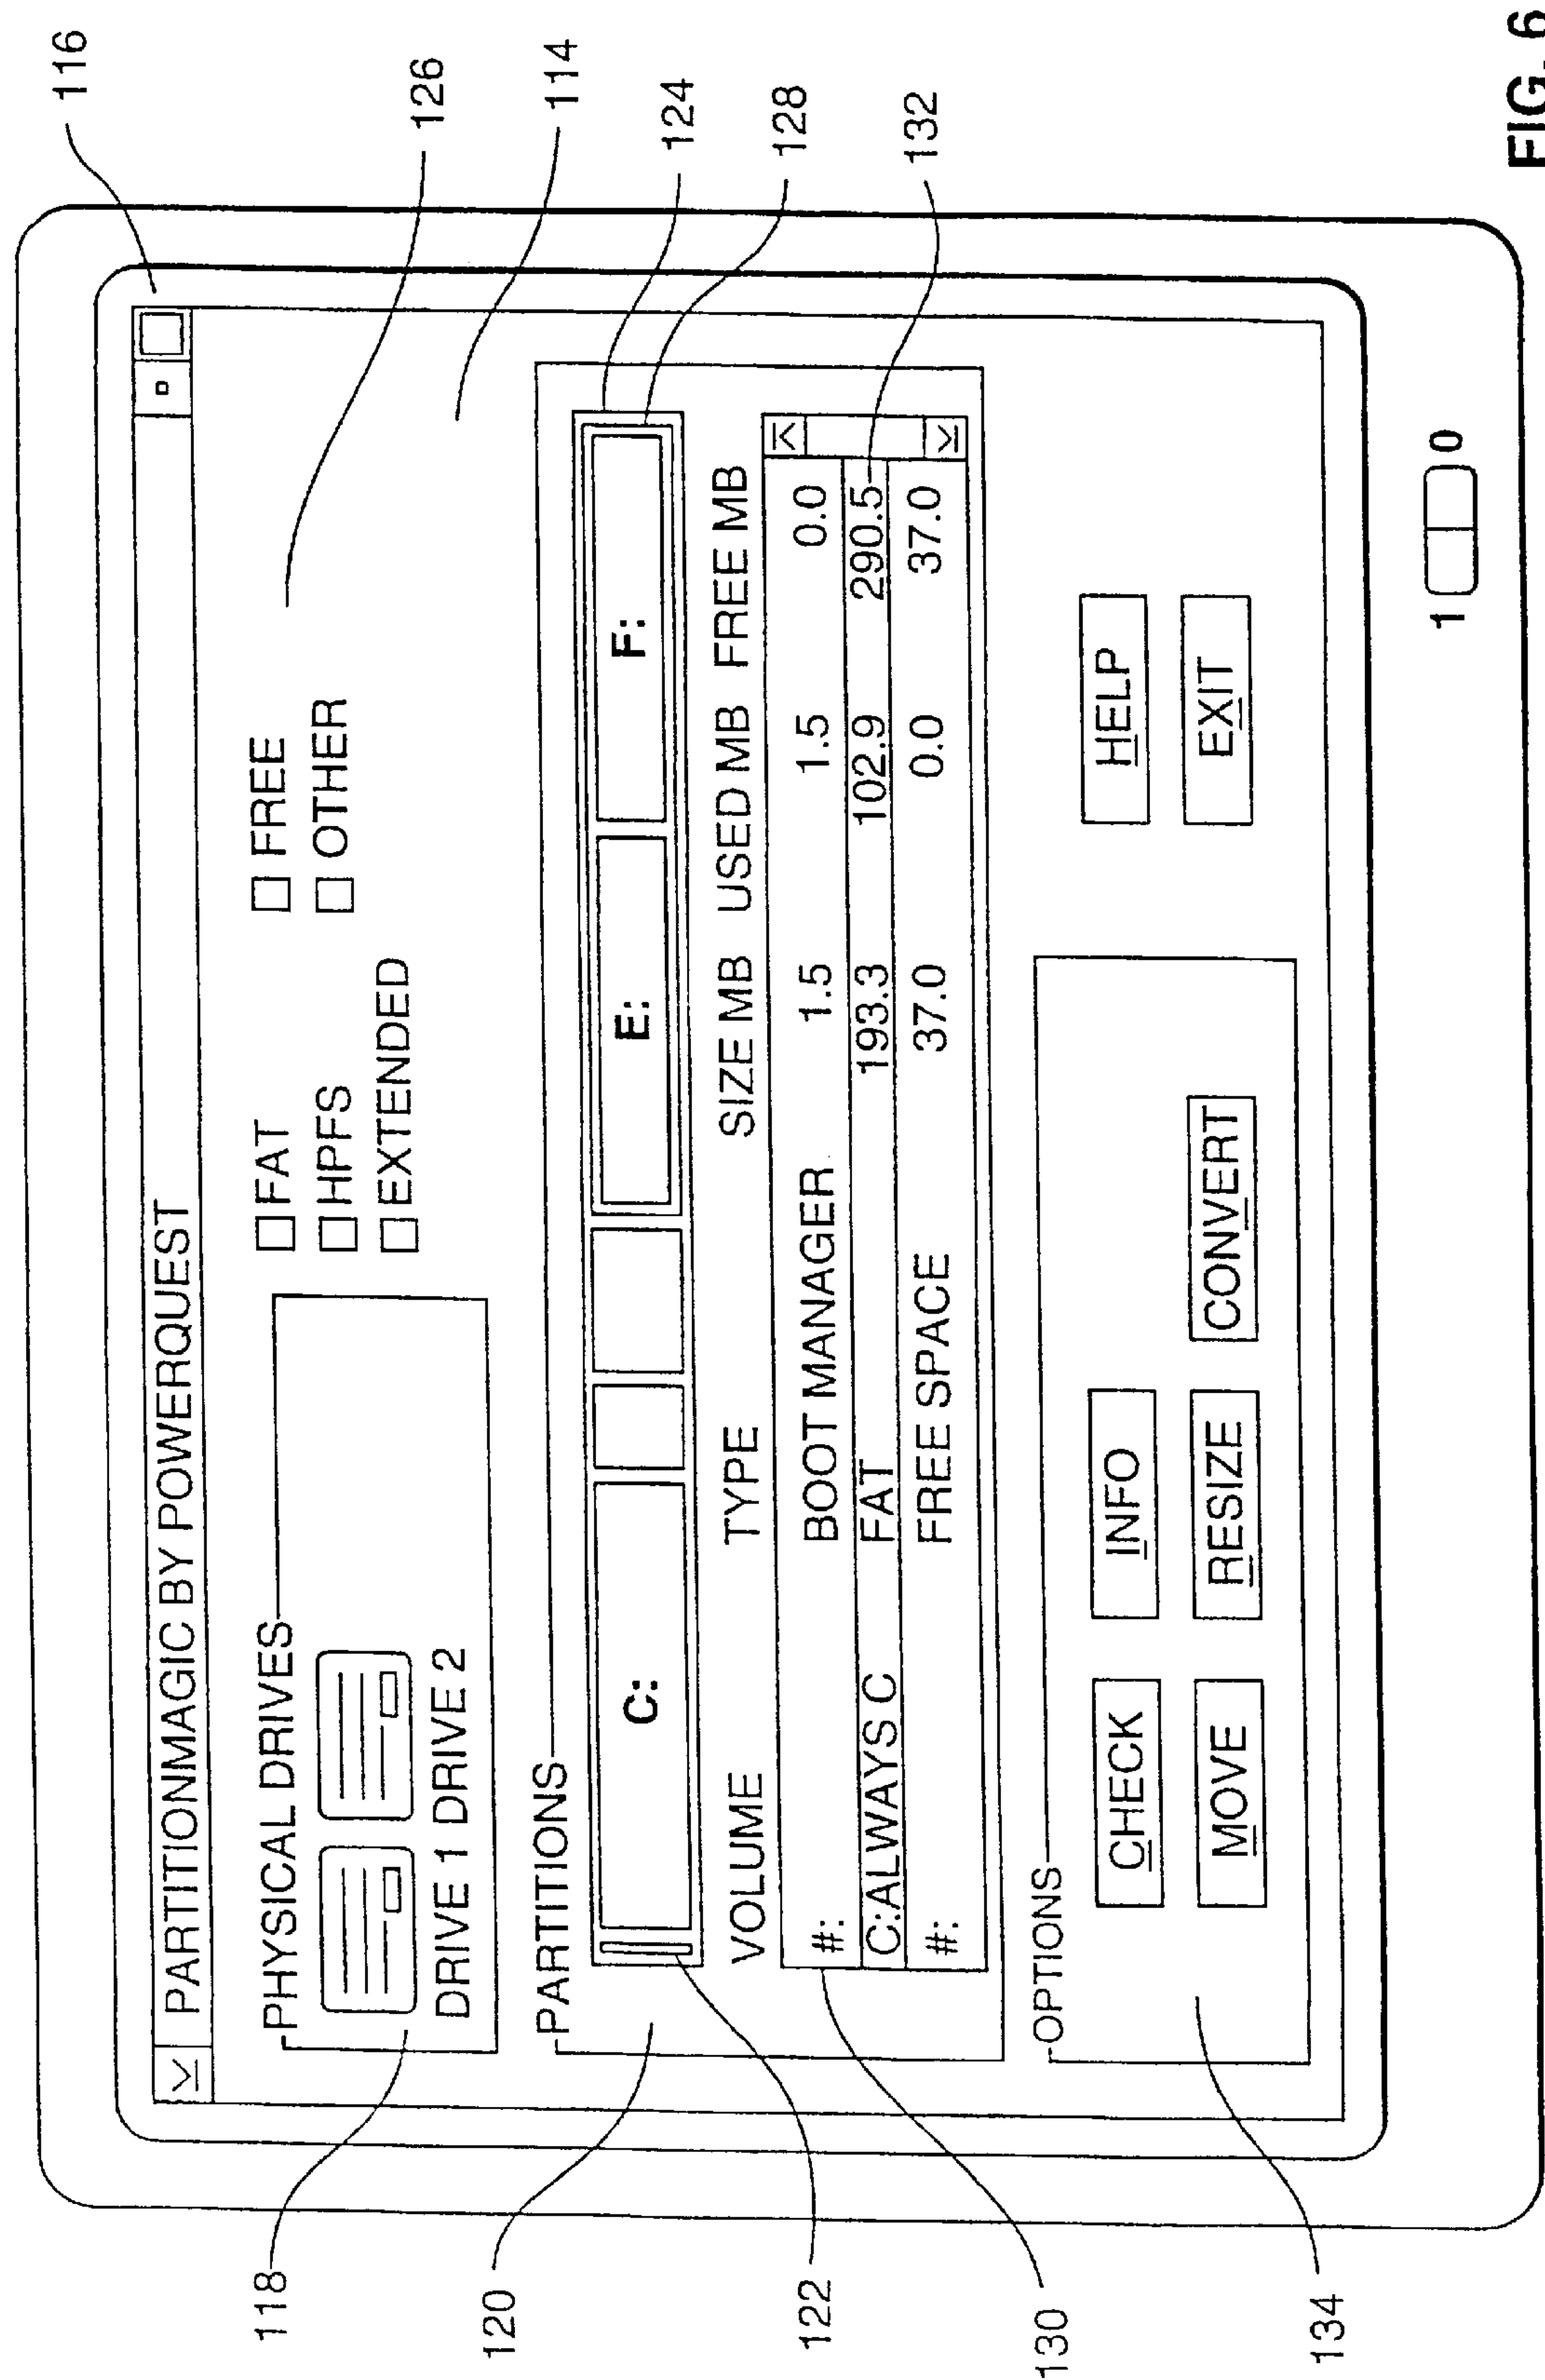 116
126
114
124
128
132
PARTITIONMAGIC BY POWERQUEST
PHYSICAL DRIVES
DRIVE 1 DRIVE 2
FAT
FREE
HPFS
OTHER
EXTENDED
PARTITIONS
C:
E:
F:
VOLUME TYPE SIZE MB USED MB FREE MB
#: BOOT MANAGER 1.5 1.5 0.0
C:ALWAYS C FAT 193.3 102.9 290.5
#: FREE SPACE 37.0 0.0 37.0
OPTIONS
CHECK
INFO
HELP
MOVE
RESIZE
CONVERT
EXIT
1 0
118
120
122
130
134
FIG. 6